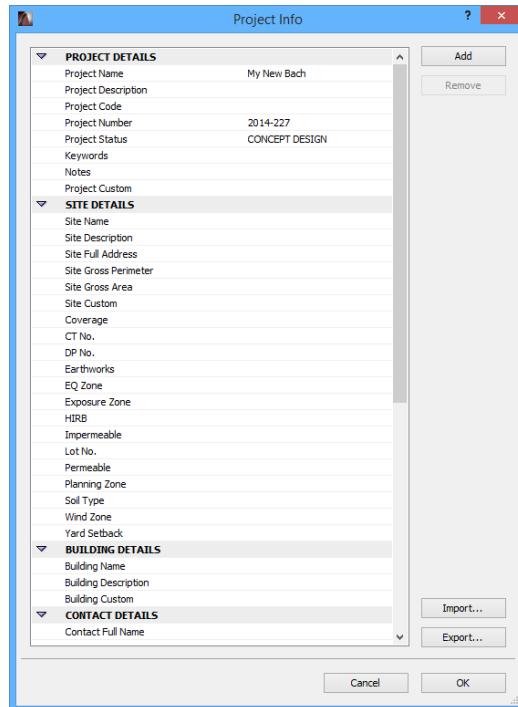 Project Info
?
×
PROJECT DETAILS
Project Name My New Bach
Project Description
Project Code
Project Number 2014-227
Project Status CONCEPT DESIGN
Keywords
Notes
Project Custom
SITE DETAILS
Site Name
Site Description
Site Full Address
Site Gross Perimeter
Site Gross Area
Site Custom
Coverage
CT No.
DP No.
Earthworks
EQ Zone
Exposure Zone
HIRB
Impermeable
Lot No.
Permeable
Planning Zone
Soil Type
Wind Zone
Yard Setback
BUILDING DETAILS
Building Name
Building Description
Building Custom
CONTACT DETAILS
Contact Full Name
Add
Remove
Import...
Export...
Cancel
OK